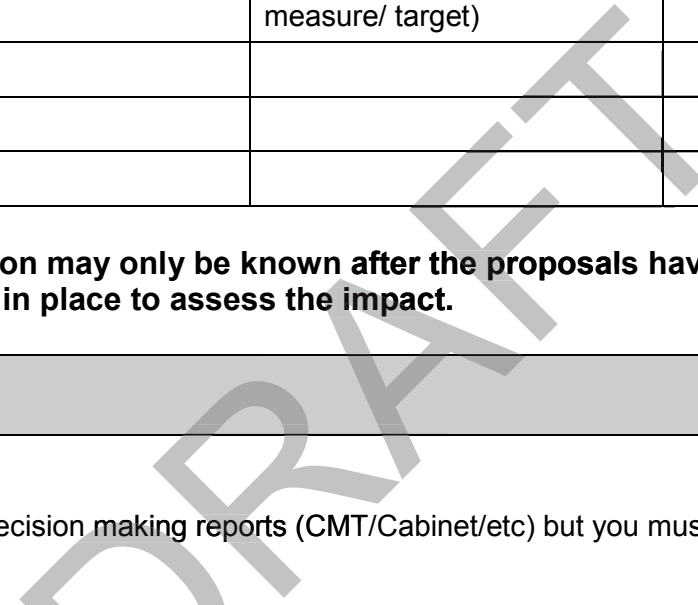 measure/ target)
on may only be known after the proposals hav
in place to assess the impact.
ecision making reports (CMT/Cabinet/etc) but you mus
DRAFT